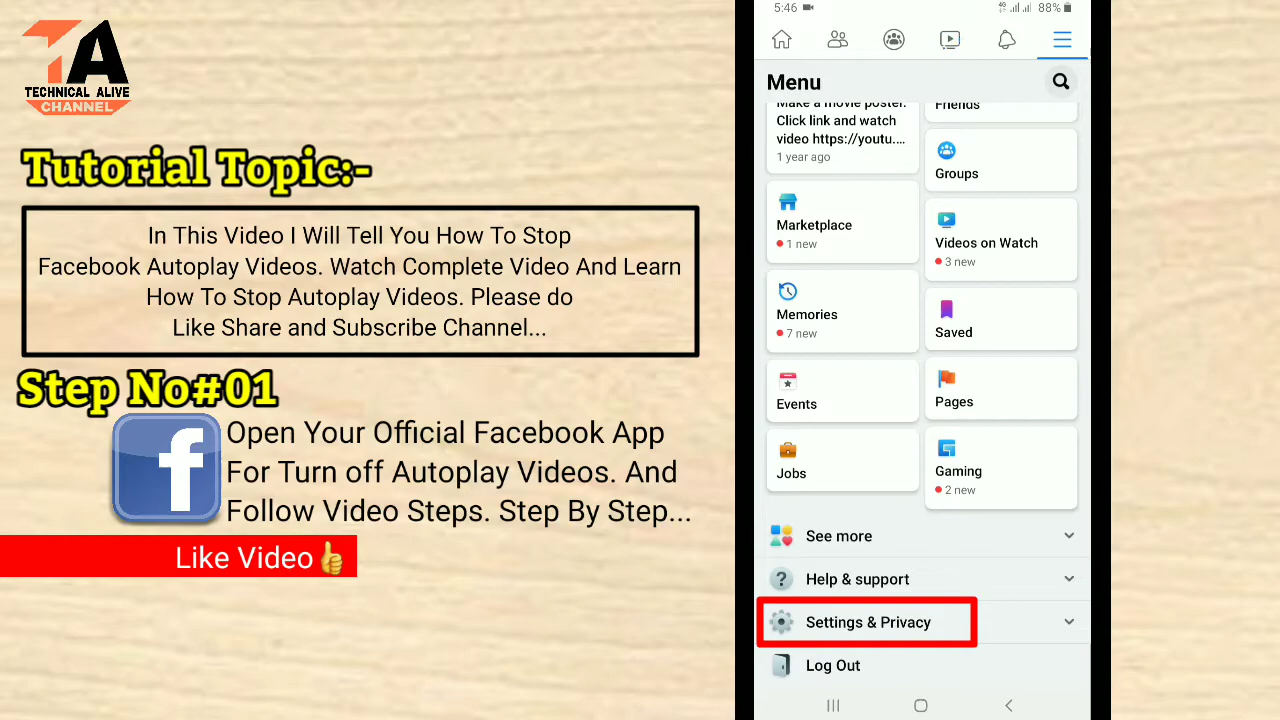 TECHNICAL ALIVE
CHANNEL
Tutorial Topic:-
In This Video I Will Tell You How To Stop
Facebook Autoplay Videos. Watch Complete Video And Learn
How To Stop Autoplay Videos. Please do
Like Share and Subscribe Channel...
Step No#01
f
Open Your Official Facebook App
For Turn off Autoplay Videos. And
Follow Video Steps. Step By Step...
Like Video
5:46
4G
88%
Menu
Make a movie poster.
Click link and watch
video https://youtu....
1 year ago
Friends
Groups
Marketplace
1 new
Videos on Watch
3 new
Memories
7 new
Saved
Events
Pages
Jobs
Gaming
2 new
See more
? Help & support
Settings & Privacy
Log Out